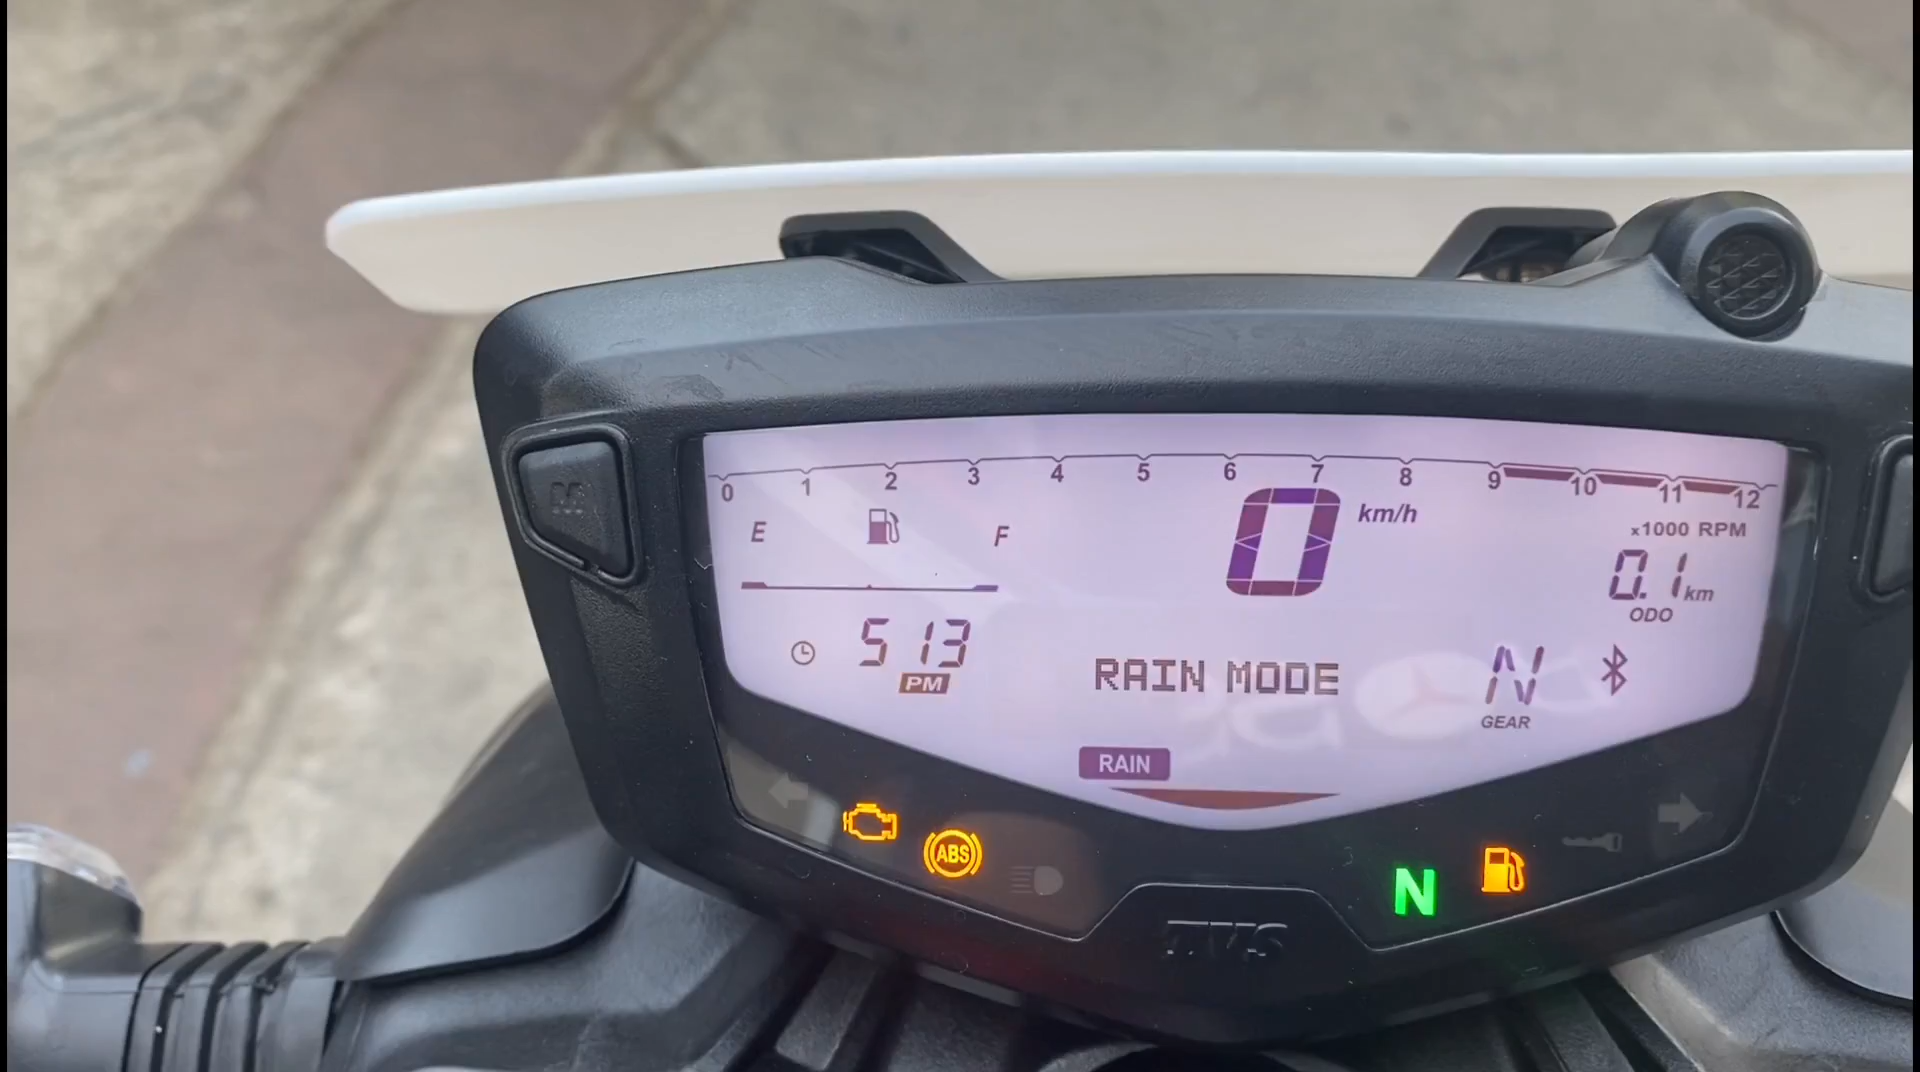 M
0 1 2 3 4 5 6 7 8 9 10 11 12
x1000 RPM
E F
0 km/h
0.1 km
ODO
5 13
PM
RAIN MODE
N
GEAR
RAIN
ABS
N
TVS